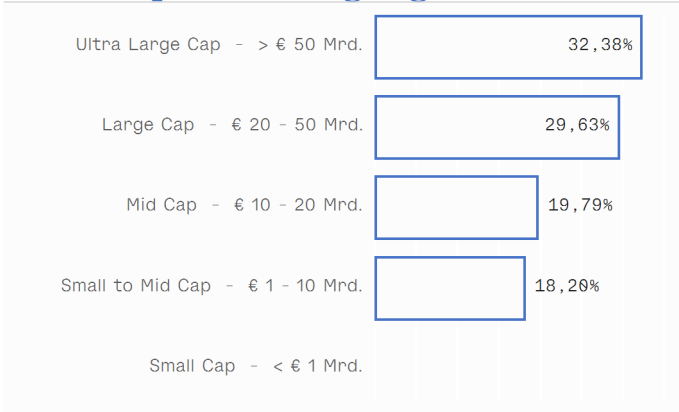 Ultra Large Cap - > € 50 Mrd. 32,38%
Large Cap - € 20 - 50 Mrd. 29,63%
Mid Cap - € 10 - 20 Mrd. 19,79%
Small to Mid Cap - € 1 - 10 Mrd. 18,20%
Small Cap - < € 1 Mrd.